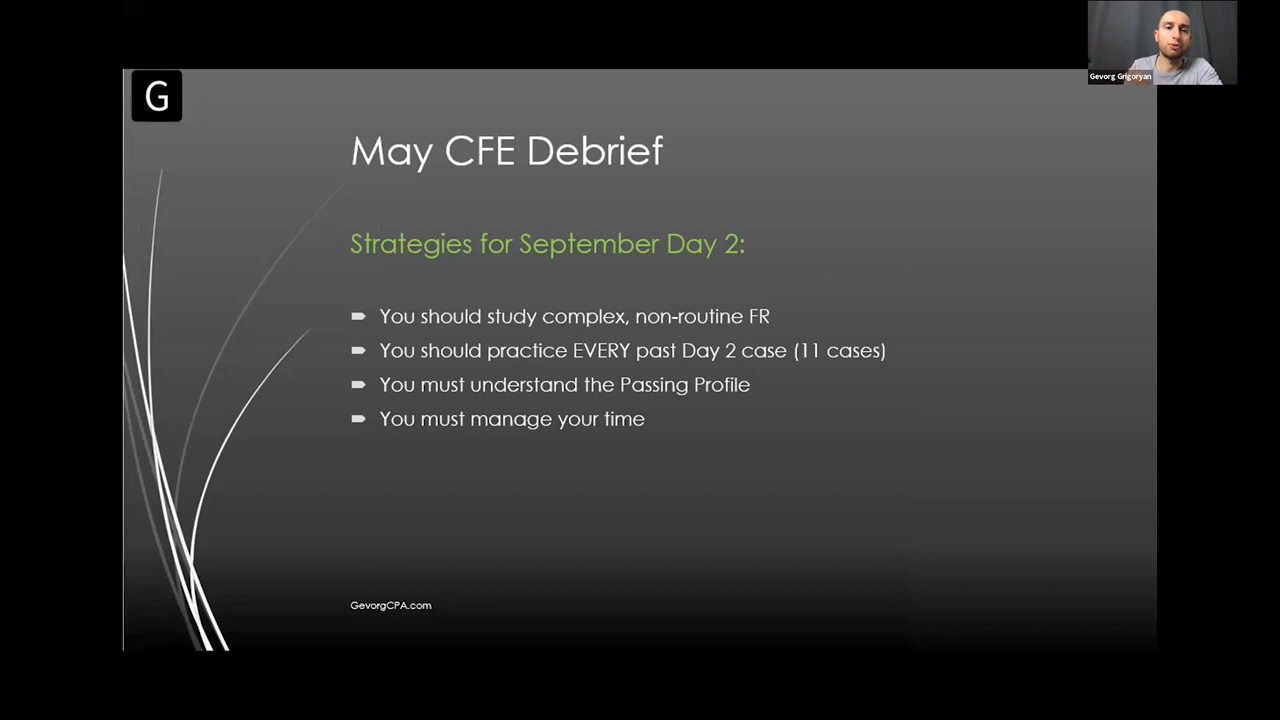 G
Gevorg Grigoryan
May CFE Debrief
Strategies for September Day 2:
You should study complex, non-routine FR
You should practice EVERY past Day 2 case (11 cases)
You must understand the Passing Profile
You must manage your time
GevorgCPA.com